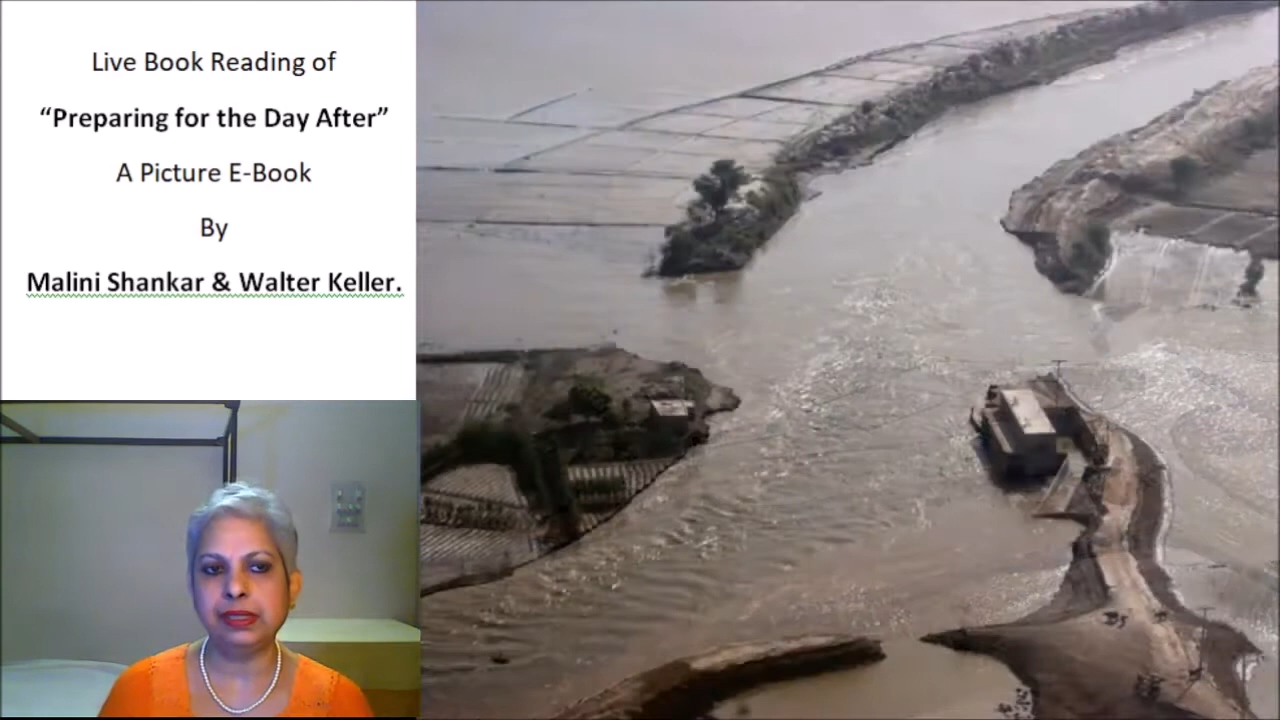 Live Book Reading of
“Preparing for the Day After”
A Picture E-Book
By
Malini Shankar & Walter Keller.